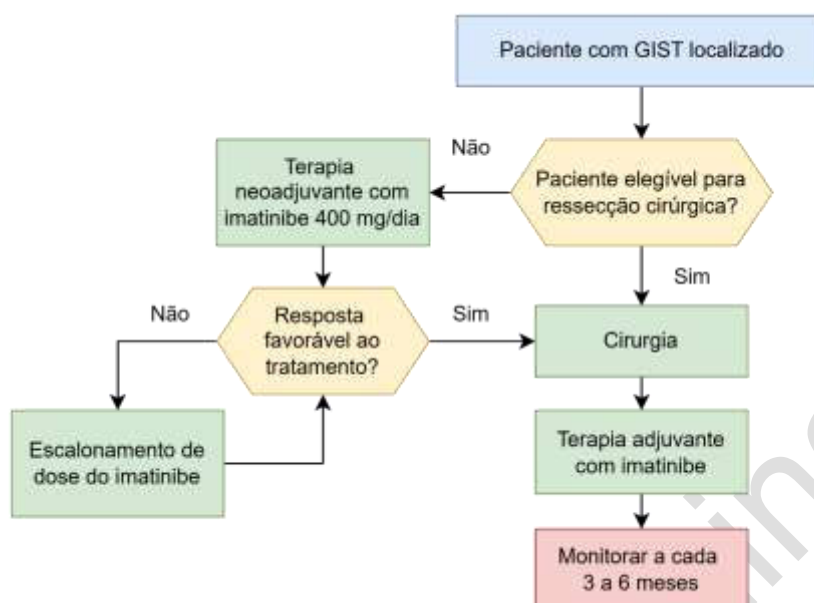 Paciente com GIST localizado
Não
Terapia
neoadjuvante com
imatinibe 400 mg/dia
Paciente elegível para
ressecção cirúrgica?
Sim
Não
Resposta
favorável ao
tratamento?
Sim
Cirurgia
Escalonamento de
dose do imatinibe
Terapia adjuvante
com imatinibe
Monitorar a cada
3 a 6 meses